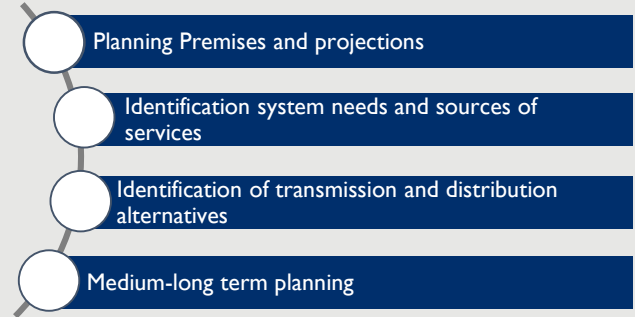 Planning Premises and projections
Identification system needs and sources of
services
Identification of transmission and distribution
alternatives
Medium-long term planning